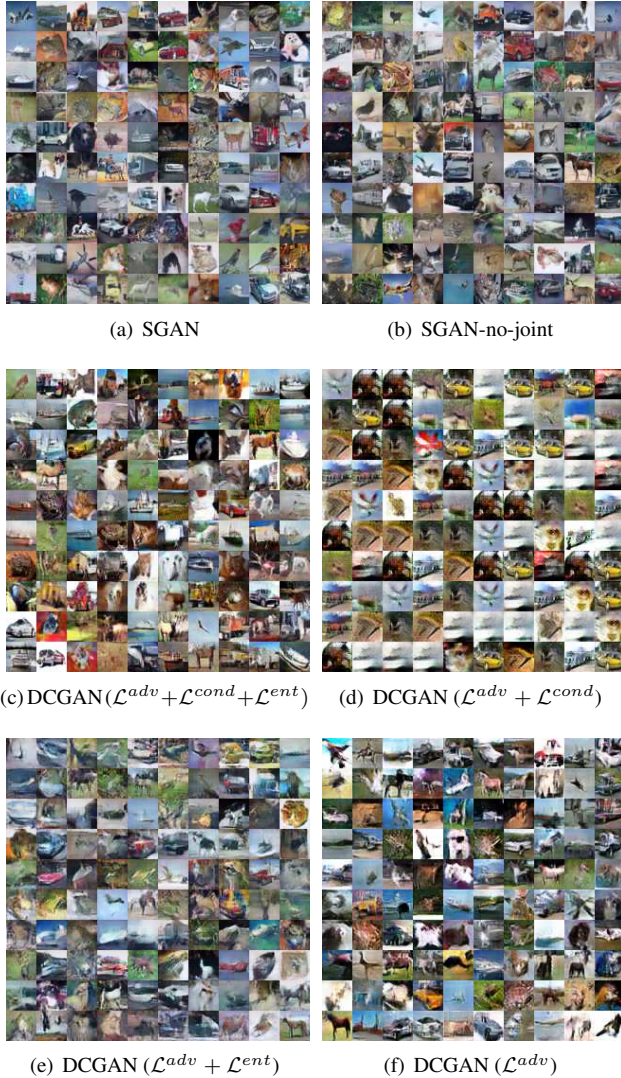 (a) SGAN
(b) SGAN-no-joint
(c) DCGAN (𝓛^{adv}+𝓛^{cond}+𝓛^{ent})
(d) DCGAN (𝓛^{adv} + 𝓛^{cond})
(e) DCGAN (𝓛^{adv} + 𝓛^{ent})
(f) DCGAN (𝓛^{adv})